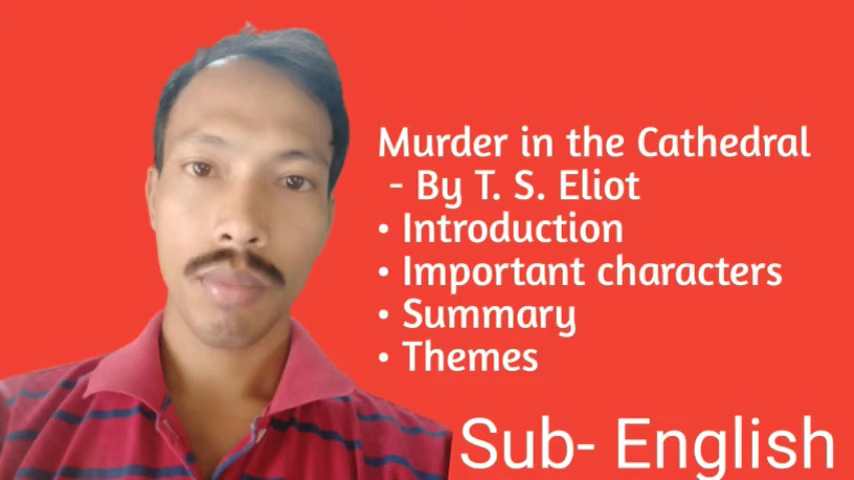 Murder in the Cathedral
- By T. S. Eliot
• Introduction
• Important characters
• Summary
• Themes
Sub- English